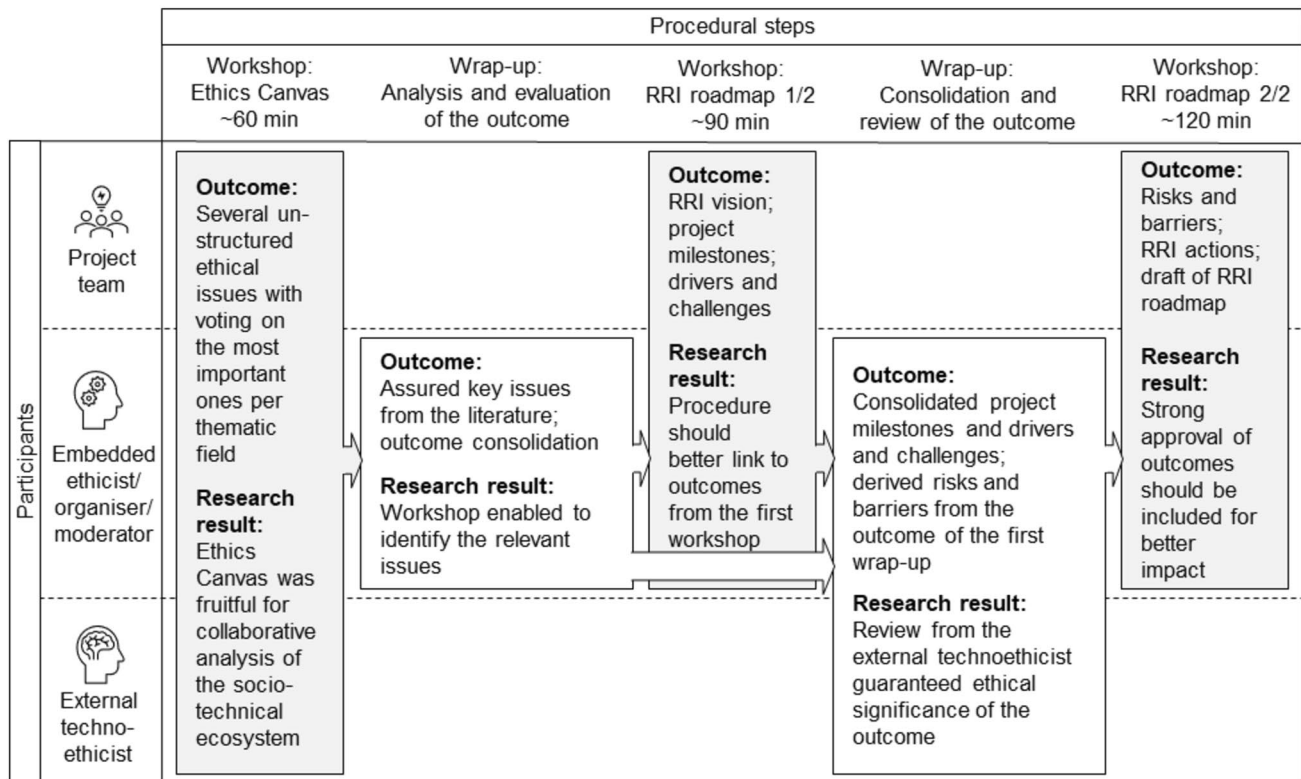 Procedural steps
Workshop:
Ethics Canvas
~60 min
Wrap-up:
Analysis and evaluation
of the outcome
Workshop:
RRI roadmap 1/2
~90 min
Wrap-up:
Consolidation and
review of the outcome
Workshop:
RRI roadmap 2/2
~120 min
Participants
Project
team
Embedded
ethicist/
organiser/
moderator
External
techno-
ethicist
Outcome:
Several un-
structured
ethical
issues with
voting on
the most
important
ones per
thematic
field
Research
result:
Ethics
Canvas was
fruitful for
collaborative
analysis of
the socio-
technical
ecosystem
Outcome:
Assured key issues
from the literature;
outcome consolidation
Research result:
Workshop enabled to
identify the relevant
issues
Outcome:
RRI vision;
project
milestones;
drivers and
challenges
Research
result:
Procedure
should
better link to
outcomes
from the first
workshop
Outcome:
Consolidated project
milestones and drivers
and challenges;
derived risks and
barriers from the
outcome of the first
wrap-up
Research result:
Review from the
external technoethicist
guaranteed ethical
significance of the
outcome
Outcome:
Risks and
barriers;
RRI actions;
draft of RRI
roadmap
Research
result:
Strong
approval of
outcomes
should be
included for
better
impact